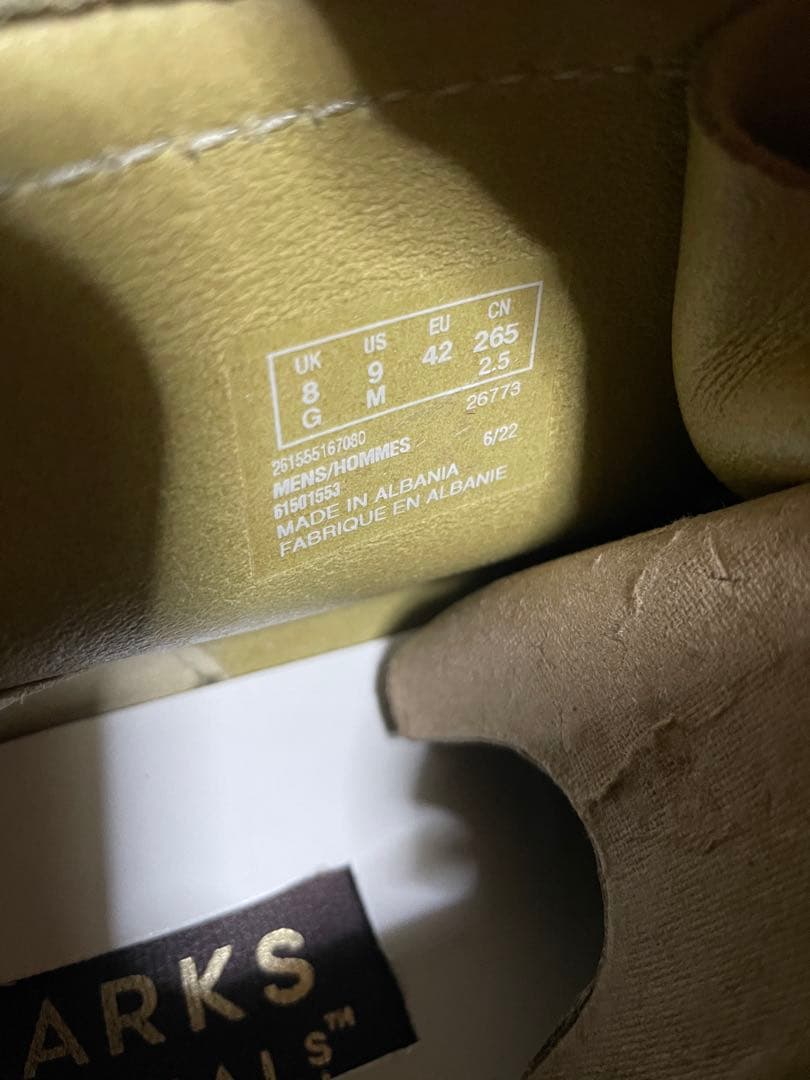 UK US EU CN
8 9 42 265
G M 2.5
261555167080 26773
MENS/HOMMES 6/22
61501553
MADE IN ALBANIA
FABRIQUE EN ALBANIE
ARKS
ALS™